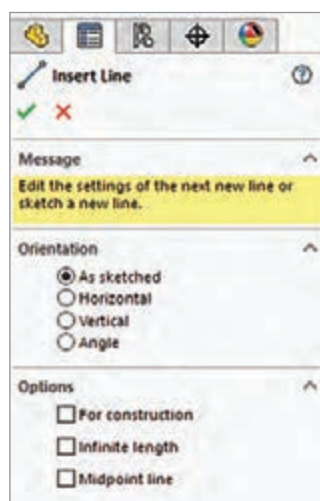 Insert Line
Message
Edit the settings of the next new line or
sketch a new line.
Orientation
As sketched
Horizontal
Vertical
Angle
Options
For construction
Infinite length
Midpoint line